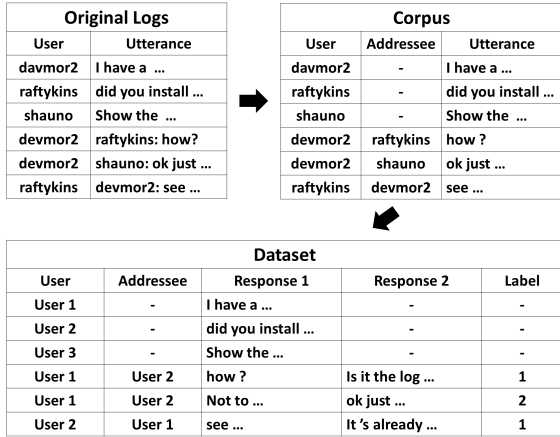 Original Logs
User Utterance
davmor2 I have a ...
raftykins did you install ...
shauno Show the ...
devmor2 raftykins: how?
devmor2 shauno: ok just ...
raftykins devmor2: see ...
Corpus
User Addressee Utterance
davmor2 - I have a ...
raftykins - did you install ...
shauno - Show the ...
devmor2 raftykins how ?
devmor2 shauno ok just ...
raftykins devmor2 see ...
Dataset
User Addressee Response 1 Response 2 Label
User 1 - I have a ... - -
User 2 - did you install ... - -
User 3 - Show the ... - -
User 1 User 2 how ? Is it the log ... 1
User 1 User 2 Not to ... ok just ... 2
User 2 User 1 see ... It 's already ... 1